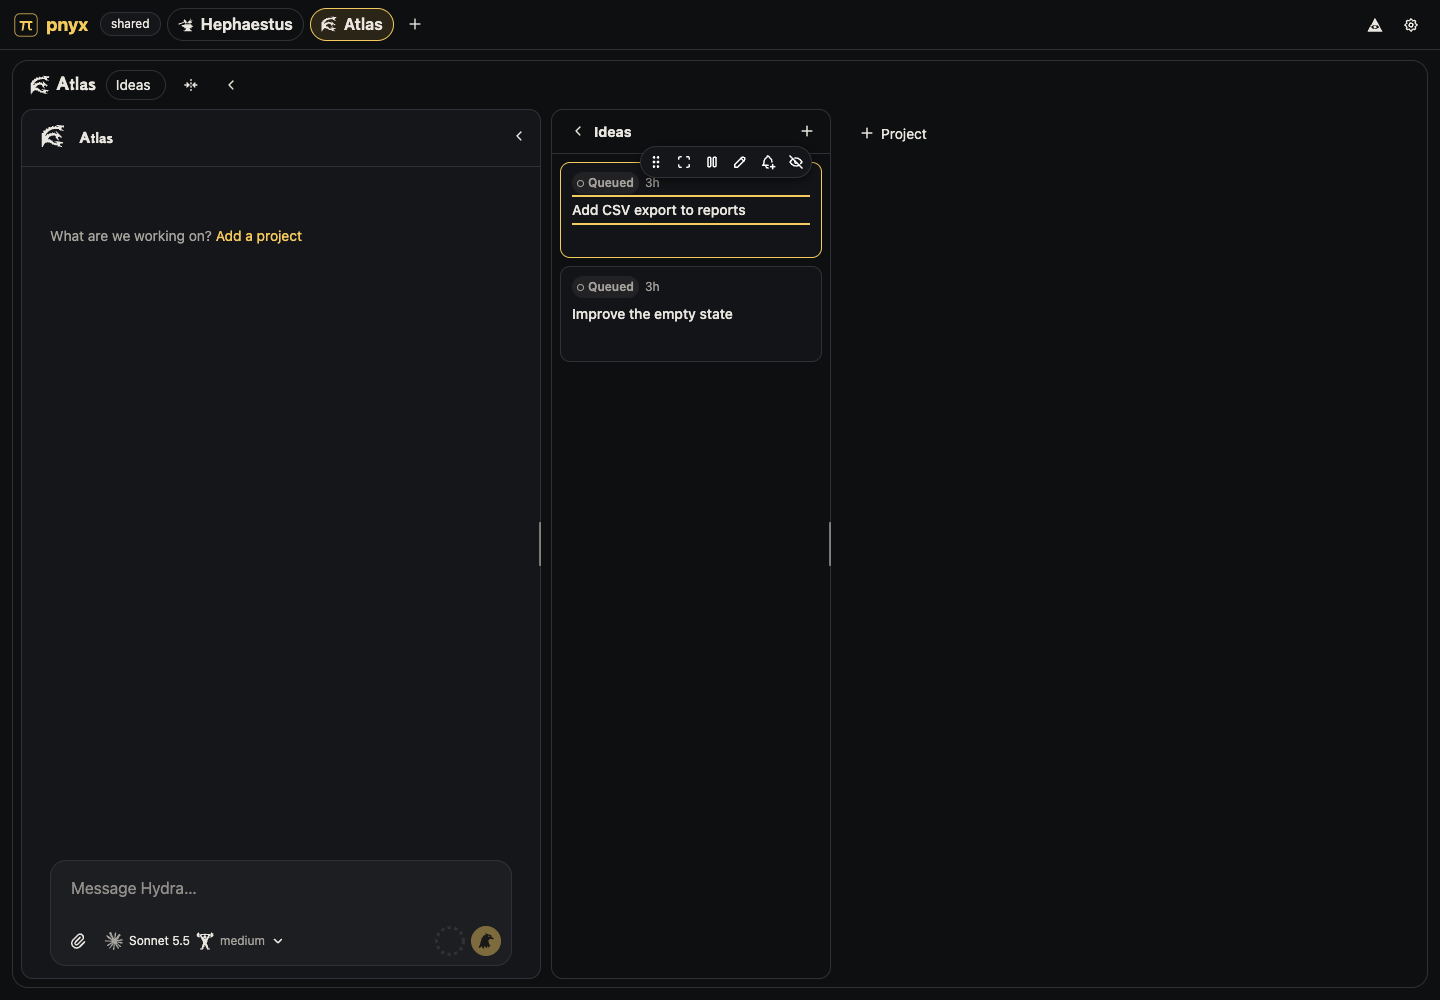 π pnyx shared Hephaestus Atlas
Atlas Ideas
Atlas
Ideas
Project
Queued 3h
Add CSV export to reports
What are we working on? Add a project
Queued 3h
Improve the empty state
Message Hydra...
Sonnet 5.5 medium